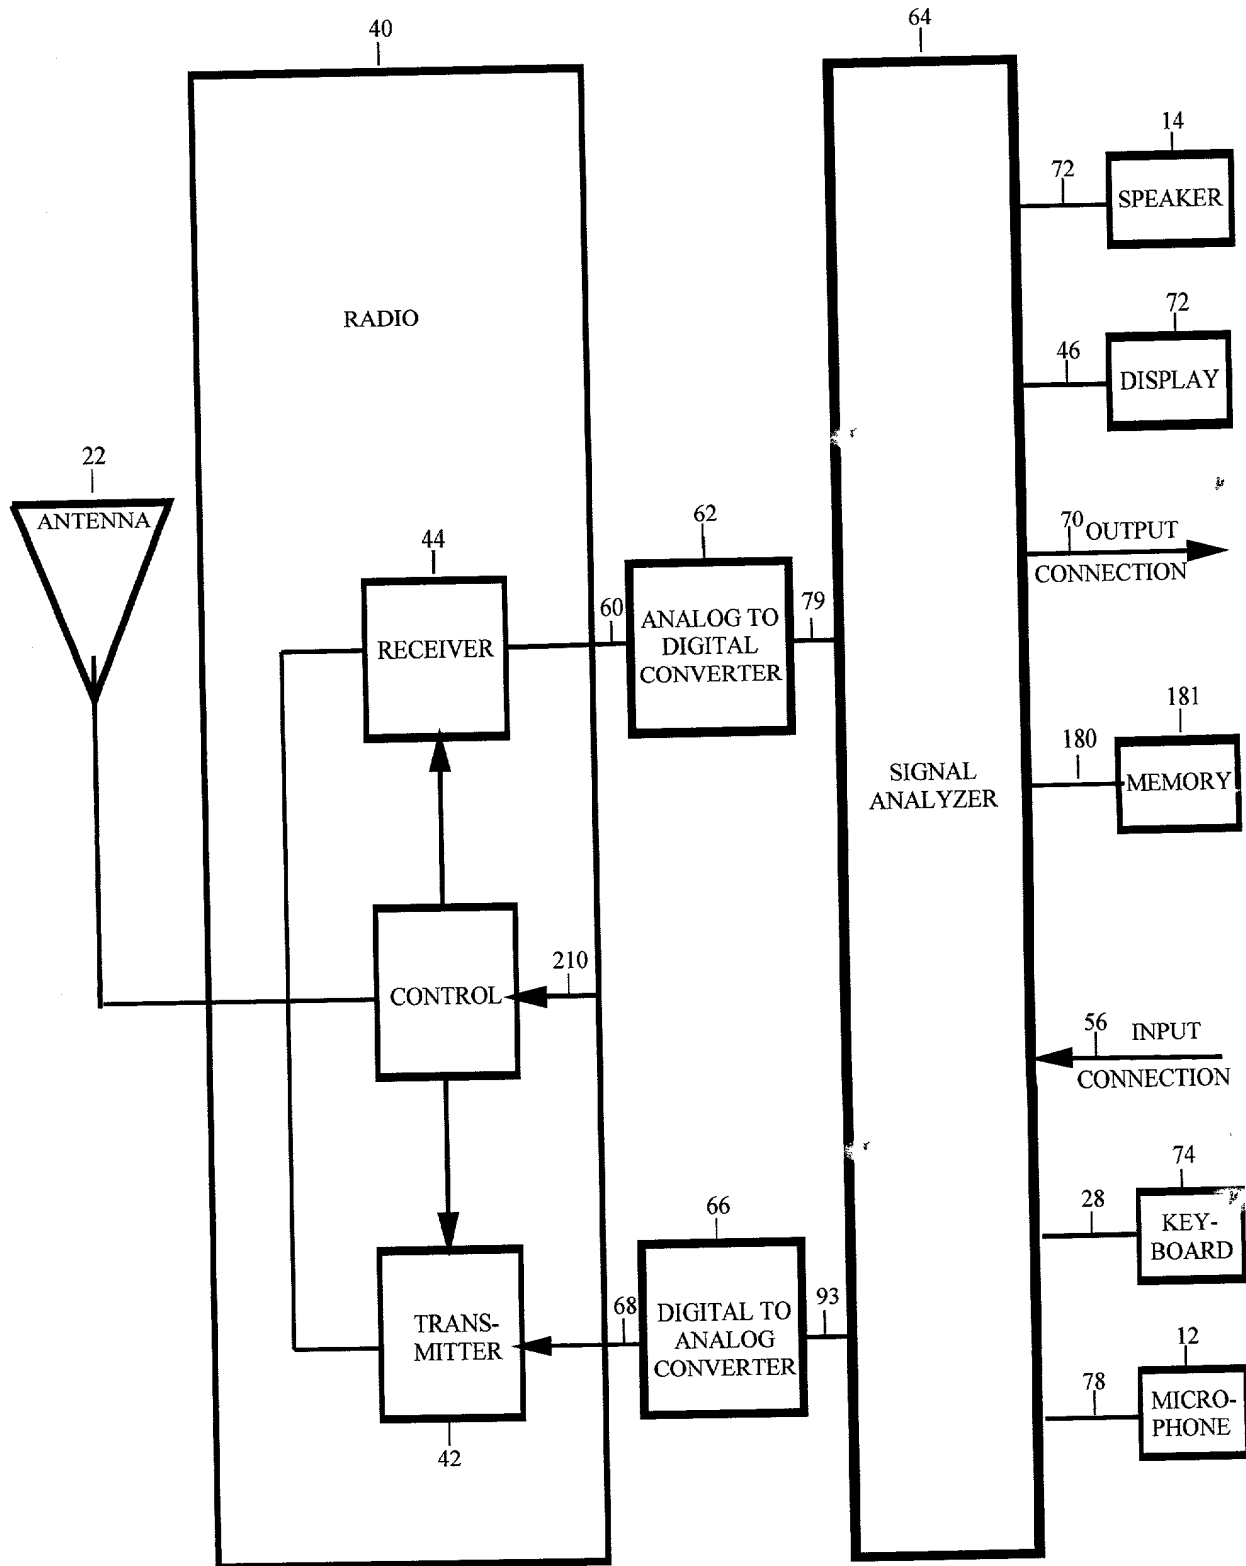 40
64
14
72
SPEAKER
RADIO
72
46
DISPLAY
22
ANTENNA
70 OUTPUT
CONNECTION
62
44
60
ANALOG TO
DIGITAL
CONVERTER
79
RECEIVER
181
180
MEMORY
SIGNAL
ANALYZER
210
CONTROL
56
INPUT
CONNECTION
74
28
KEY-
BOARD
66
68
DIGITAL TO
ANALOG
CONVERTER
93
TRANS-
MITTER
12
78
MICRO-
PHONE
42